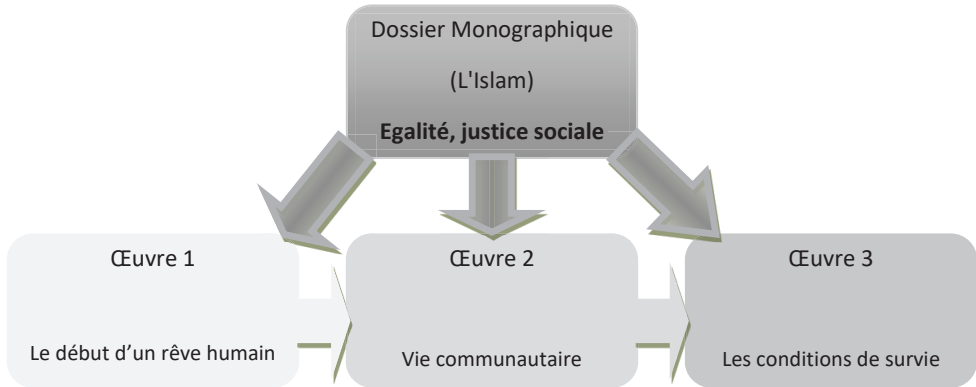 Dossier Monographique
(L'Islam)
Egalité, justice sociale
Œuvre 1
Le début d’un rêve humain
Œuvre 2
Vie communautaire
Œuvre 3
Les conditions de survie